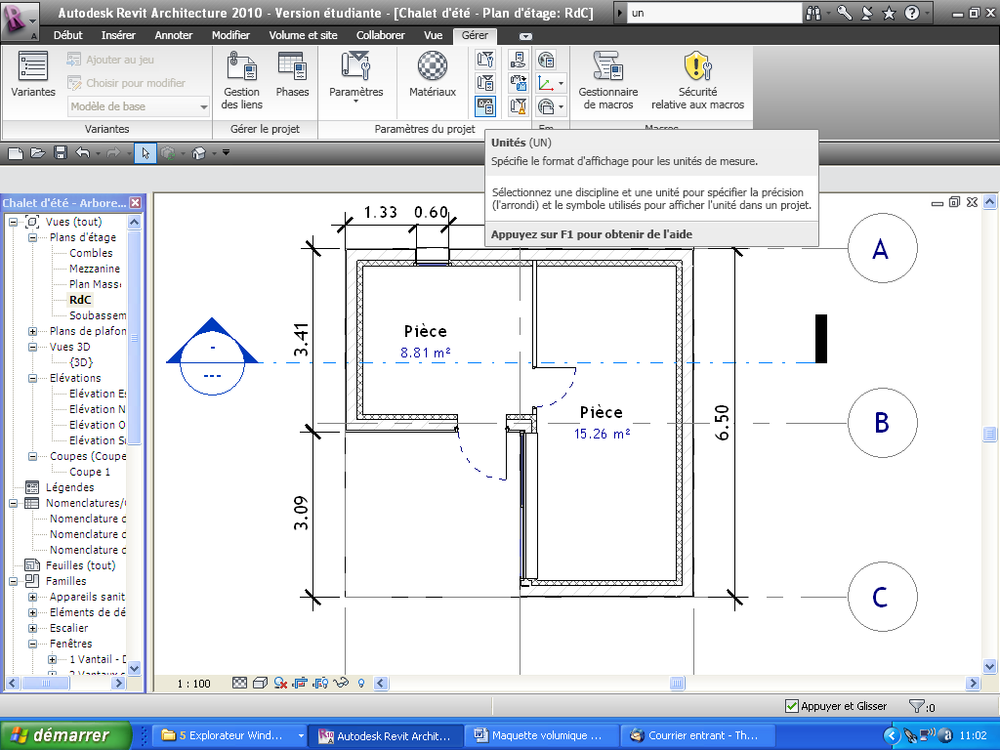 Autodesk Revit Architecture 2010 - Version étudiante - [Chalet d'été - Plan d'étage: RdC]
un
Début Insérer Annoter Modifier Volume et site Collaborer Vue Gérer
Variantes
Ajouter au jeu
Choisir pour modifier
Modèle de base
Gestion des liens
Phases
Paramètres
Matériaux
Gestionnaire de macros
Sécurité relative aux macros
Variantes
Gérer le projet
Paramètres du projet
Unités (UN)
Spécifie le format d'affichage pour les unités de mesure.
Sélectionnez une discipline et une unité pour spécifier la précision
(l'arrondi) et le symbole utilisés pour afficher l'unité dans un projet.
Appuyez sur F1 pour obtenir de l'aide
Chalet d'été - Arbore...
Vues (tout)
Plans d'étage
Combles
Mezzanine
Plan Masse
RdC
Soubassem
Plans de plafon
Vues 3D
{3D}
Elévations
Elévation Es
Elévation N
Elévation O
Elévation Su
Coupes (Coupe
Coupe 1
Légendes
Nomenclatures/
Nomenclature d
Nomenclature d
Nomenclature d
Feuilles (tout)
Familles
Appareils sanit
Eléments de dé
Escalier
Fenêtres
1 Vantail - D
1.33 0.60
3.41
3.09
6.50
Pièce
8.81 m²
Pièce
15.26 m²
-
---
A
B
C
1 : 100
Appuyer et Glisser
:0
démarrer
5 Explorateur Wind...
Autodesk Revit Archit...
Maquette volumique ...
Courrier entrant - Th...
11:02